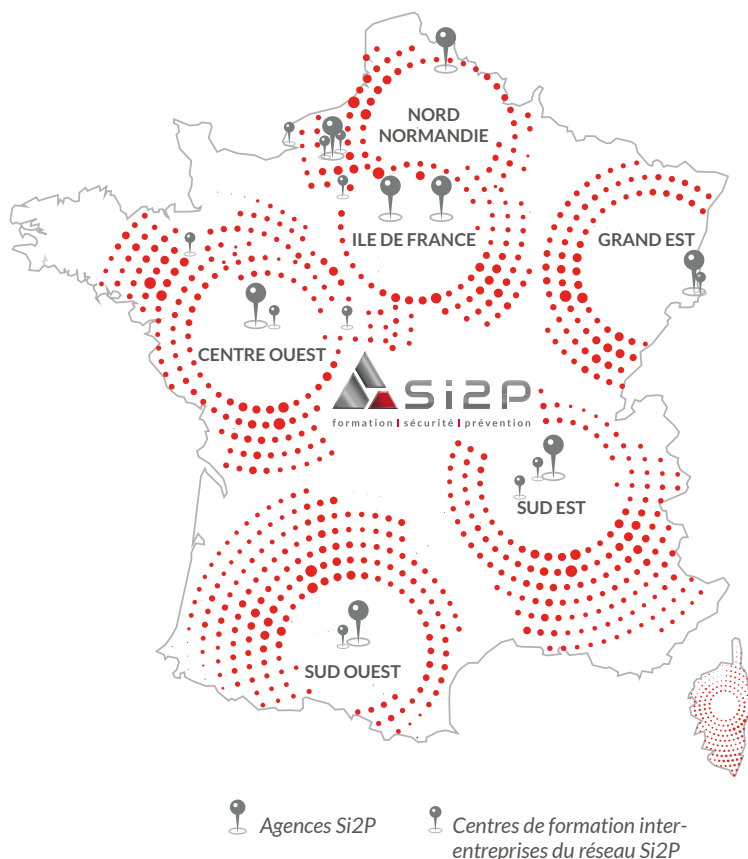 NORD
NORMANDIE
ILE DE FRANCE
GRAND EST
CENTRE OUEST
Si2P
formation | sécurité | prévention
SUD EST
SUD OUEST
Agences Si2P
Centres de formation inter-
entreprises du réseau Si2P